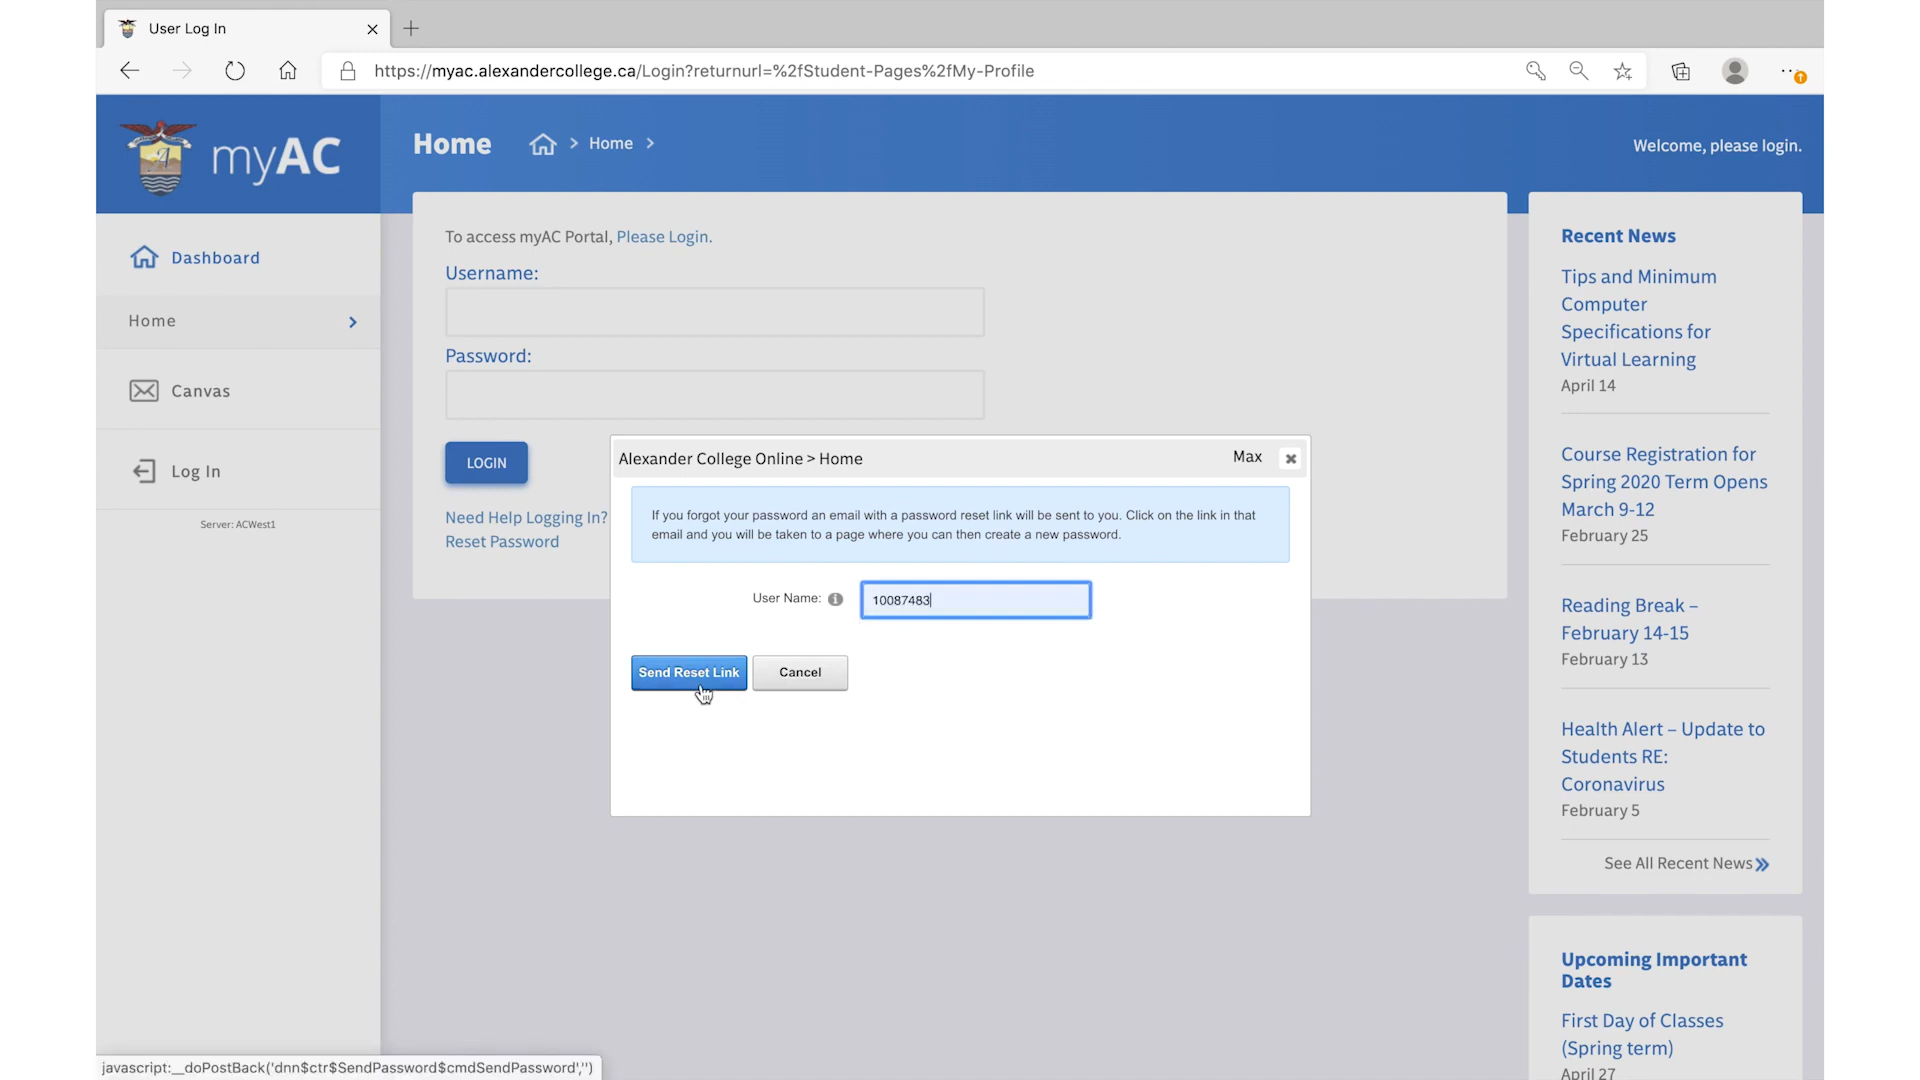 User Log In
https://myac.alexandercollege.ca/Login?returnurl=%2fStudent-Pages%2fMy-Profile
myAC
Home
Home
Welcome, please login.
Dashboard
Home
Canvas
Log In
Server: ACWest1
To access myAC Portal, Please Login.
Username:
Password:
LOGIN
Need Help Logging In?
Reset Password
Alexander College Online > Home
Max
If you forgot your password an email with a password reset link will be sent to you. Click on the link in that
email and you will be taken to a page where you can then create a new password.
User Name:
10087483
Send Reset Link
Cancel
Recent News
Tips and Minimum
Computer
Specifications for
Virtual Learning
April 14
Course Registration for
Spring 2020 Term Opens
March 9-12
February 25
Reading Break –
February 14-15
February 13
Health Alert – Update to
Students RE:
Coronavirus
February 5
See All Recent News
Upcoming Important
Dates
First Day of Classes
(Spring term)
April 27
javascript:__doPostBack('dnn$ctr$SendPassword$cmdSendPassword','')